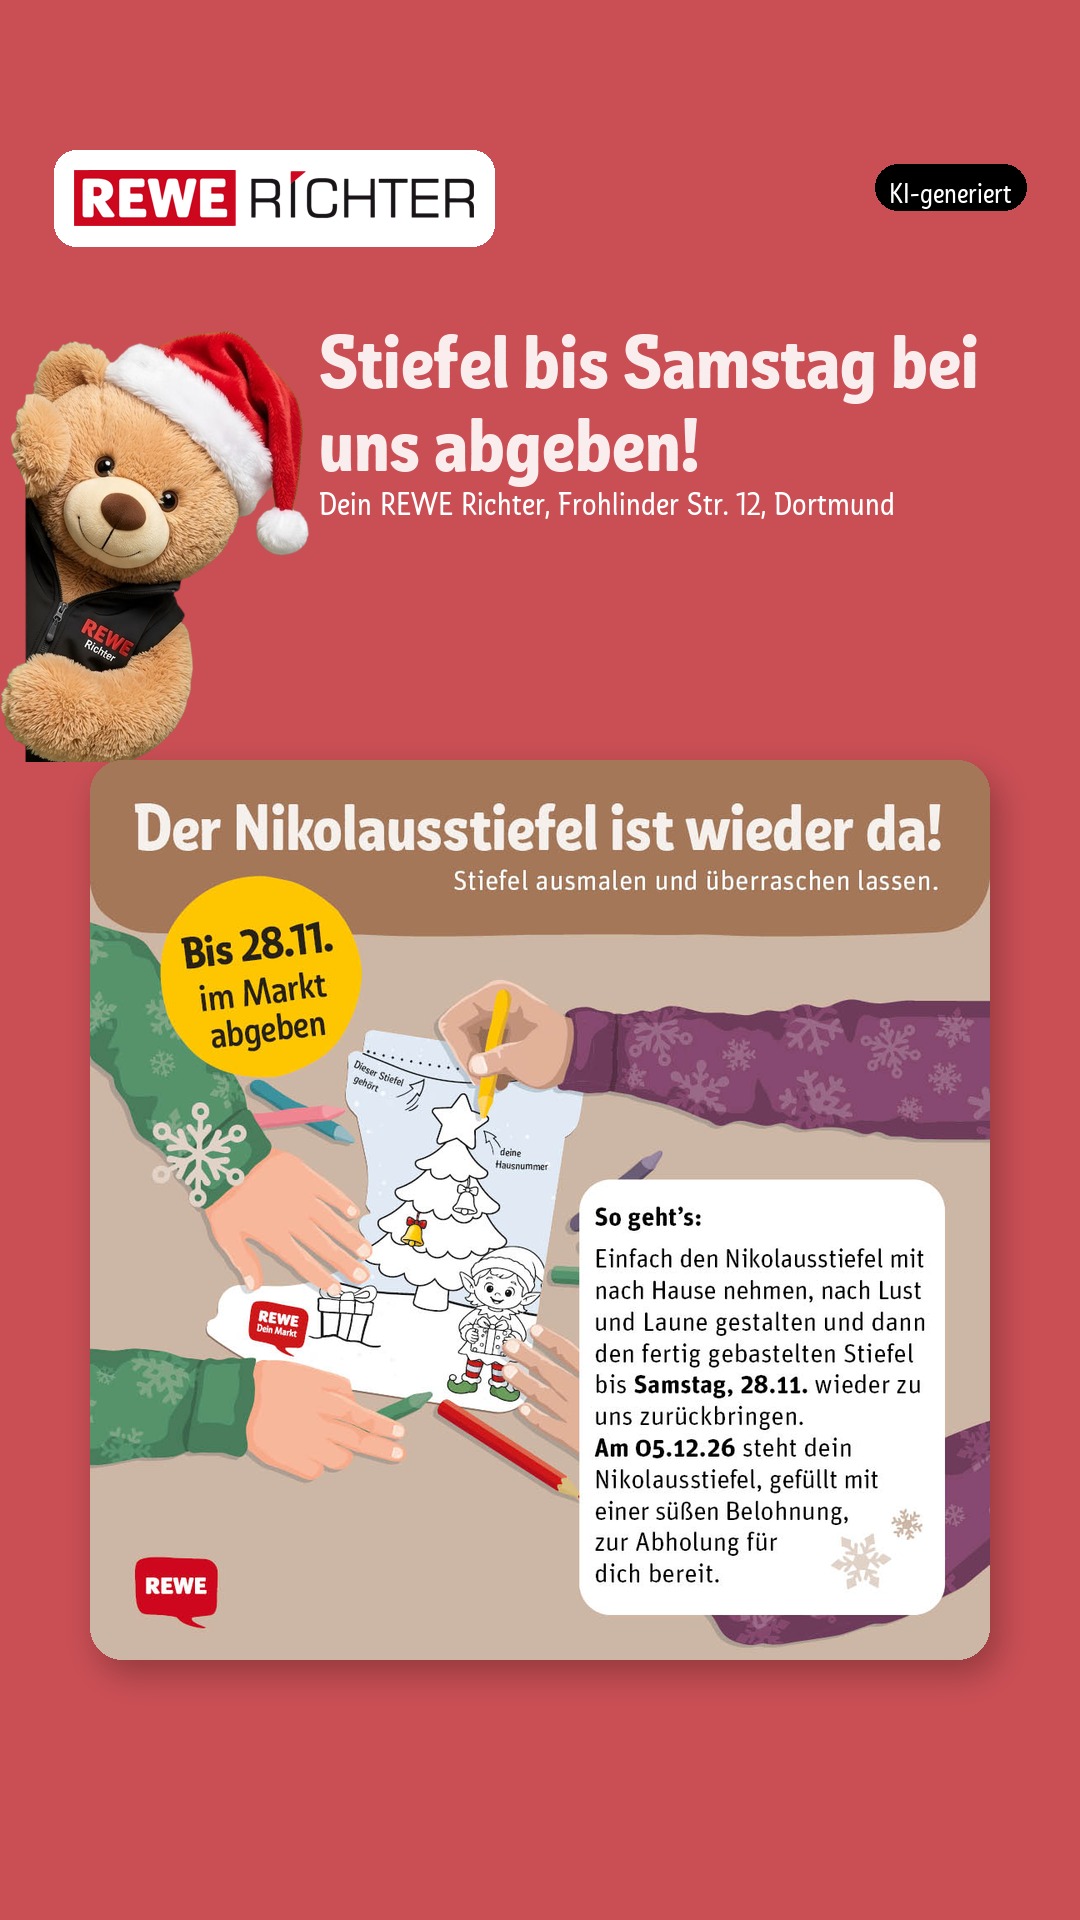 REWE RICHTER
KI-generiert
Stiefel bis Samstag bei
uns abgeben!
Dein REWE Richter, Frohlinder Str. 12, Dortmund
REWE
Richter
Der Nikolausstiefel ist wieder da!
Stiefel ausmalen und überraschen lassen.
Bis 28.11.
im Markt
abgeben
Dieser Stiefel
gehört
deine
Hausnummer
REWE
Dein Markt
So geht's:
Einfach den Nikolausstiefel mit
nach Hause nehmen, nach Lust
und Laune gestalten und dann
den fertig gebastelten Stiefel
bis Samstag, 28.11. wieder zu
uns zurückbringen.
Am 05.12.26 steht dein
Nikolausstiefel, gefüllt mit
einer süßen Belohnung,
zur Abholung für
dich bereit.
REWE